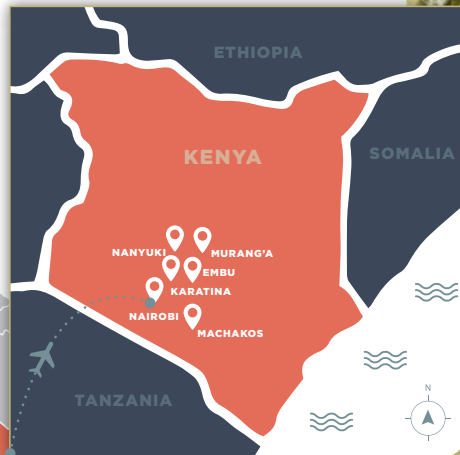 ETHIOPIA
KENYA
SOMALIA
NANYUKI
MURANG'A
EMBU
KARATINA
NAIROBI
MACHAKOS
TANZANIA
N